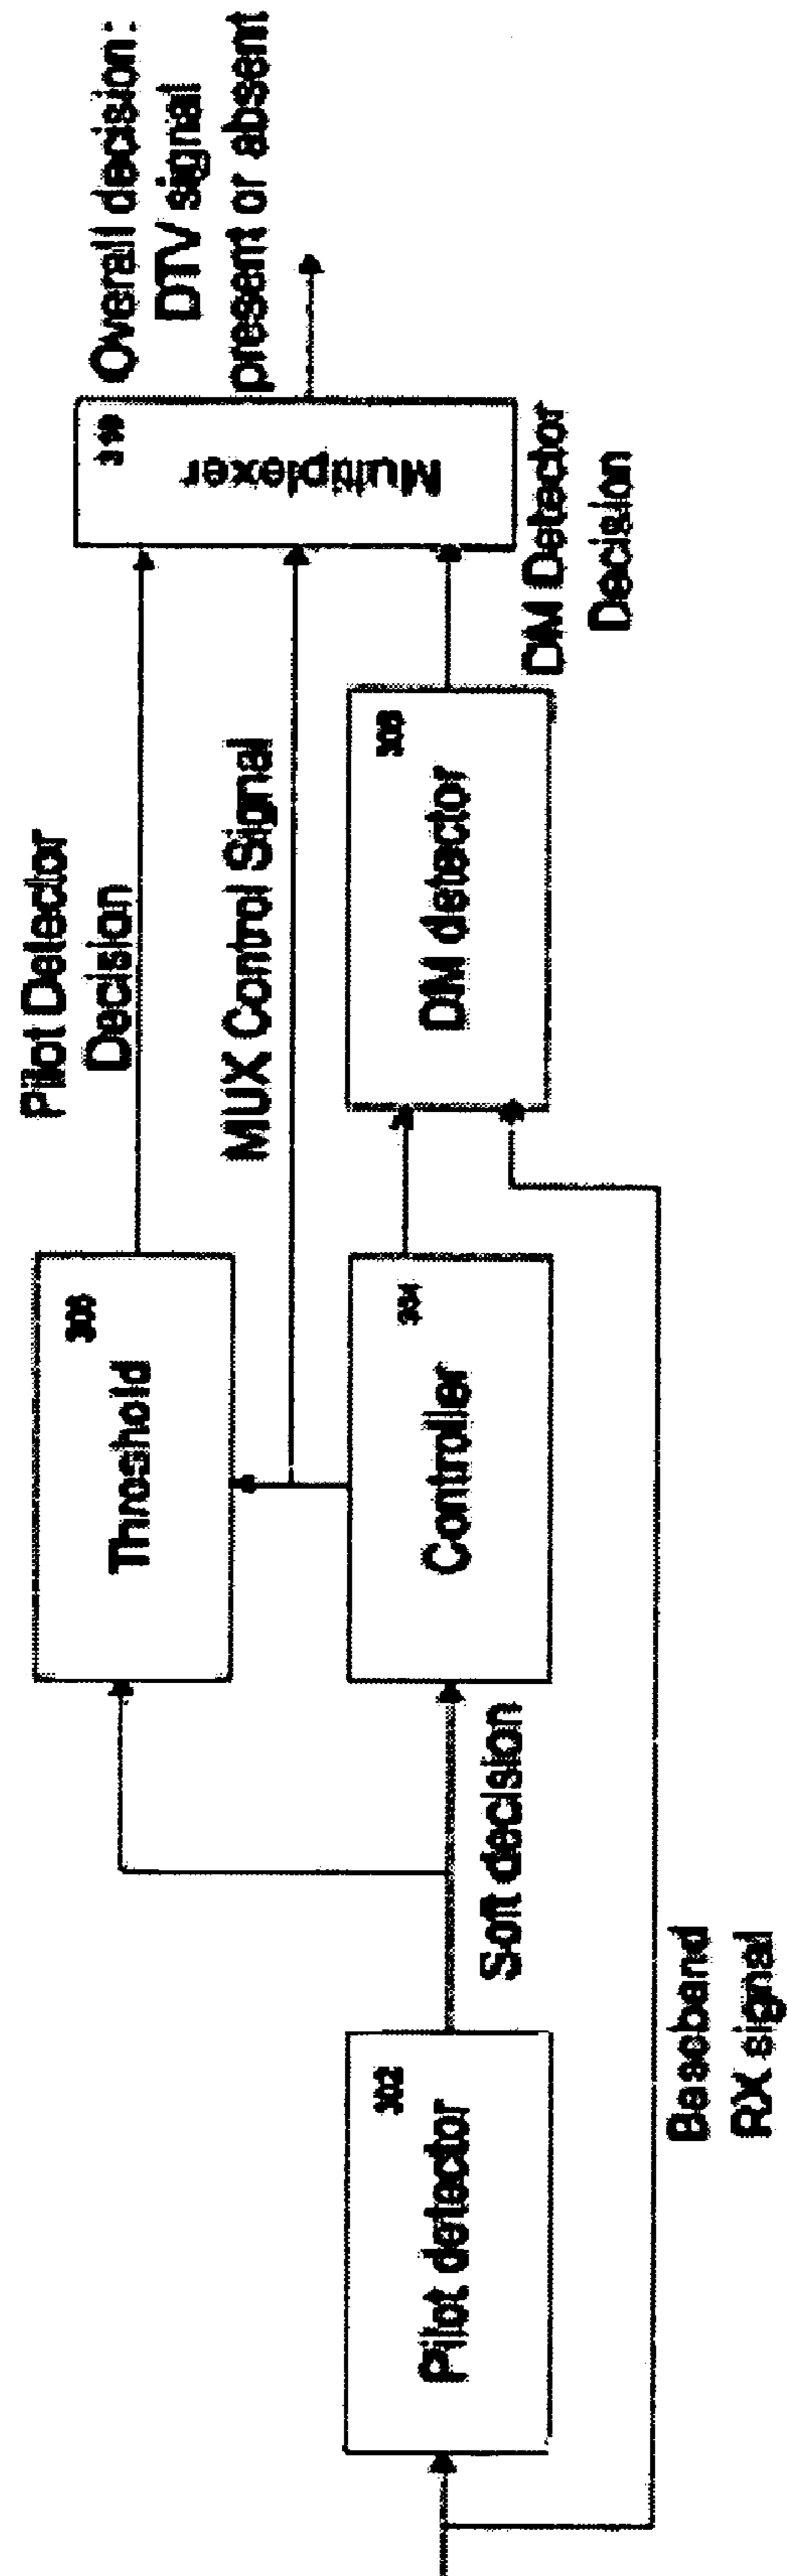 Pilot detector
302
Soft decision
Baseband
RX signal
Threshold
Controller
Pilot Detector
Decision
MUX Control Signal
DM detector
DM Detector
Decision
Multiplexer
Overall decision:
DTV signal
present or absent